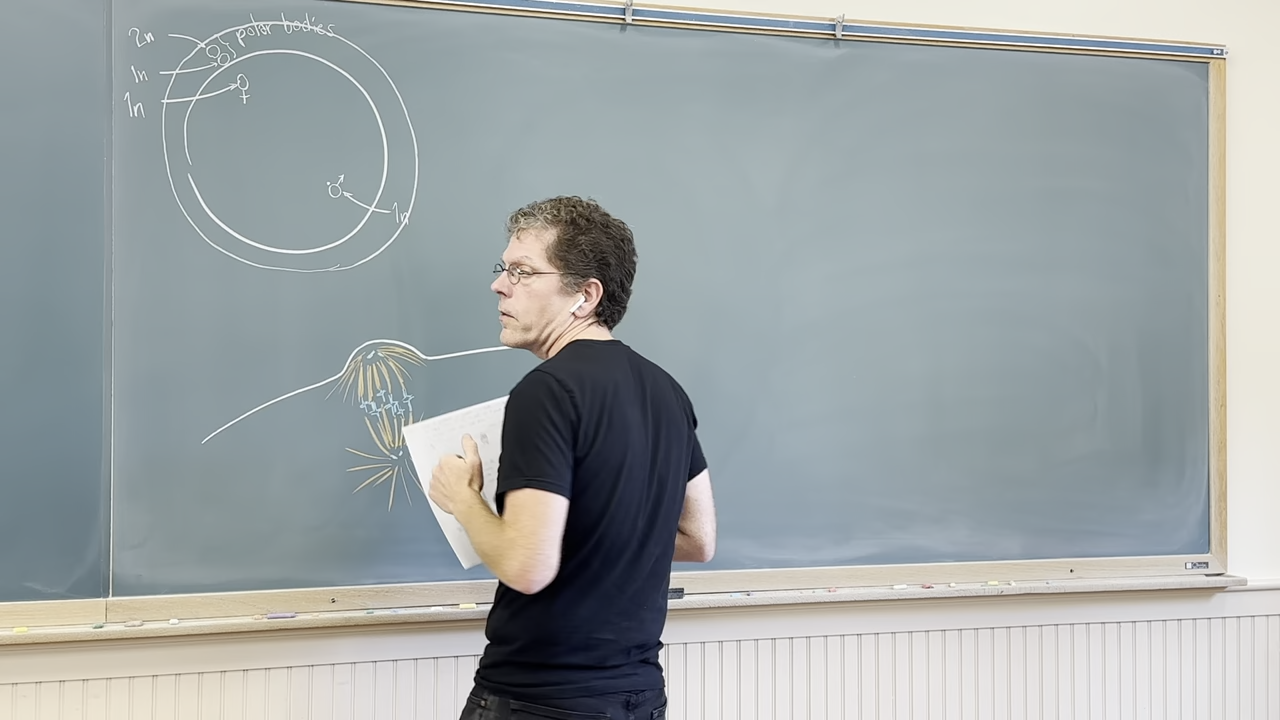 2n
polar bodies
1n
♀
1n
♂
1n